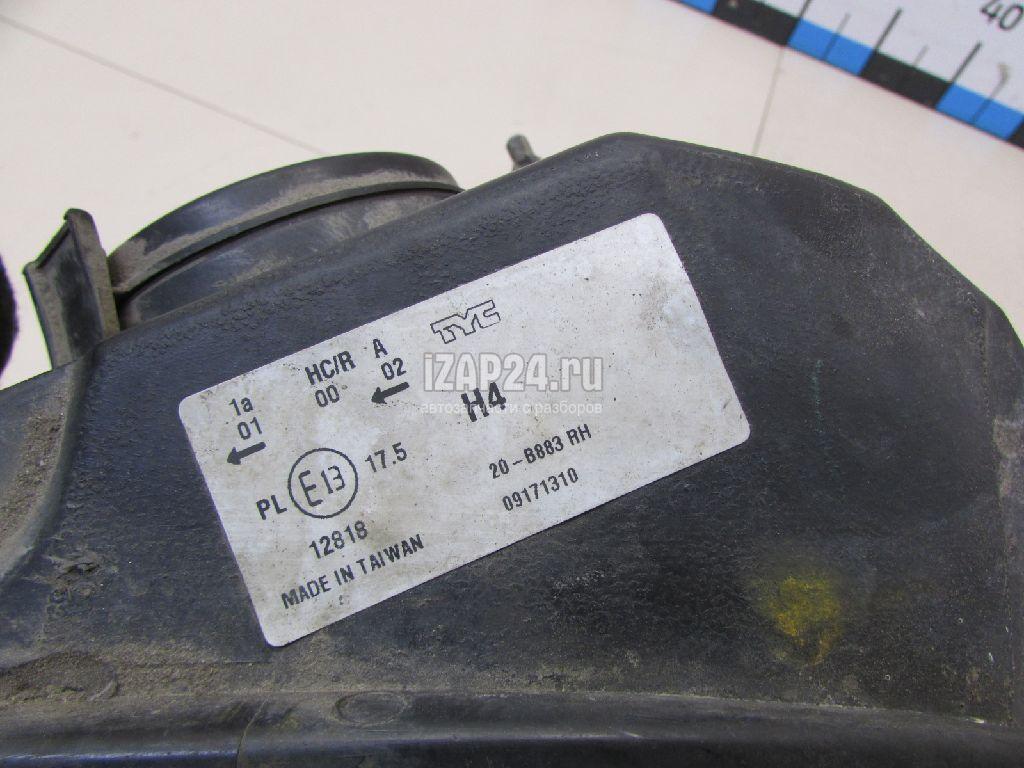 40
TYC
HC/R A
1a 00 02
01
H4
PL E13 17.5
20-B883 RH
12818
09171310
MADE IN TAIWAN
iZAP24.ru
автозапчасти с разборов